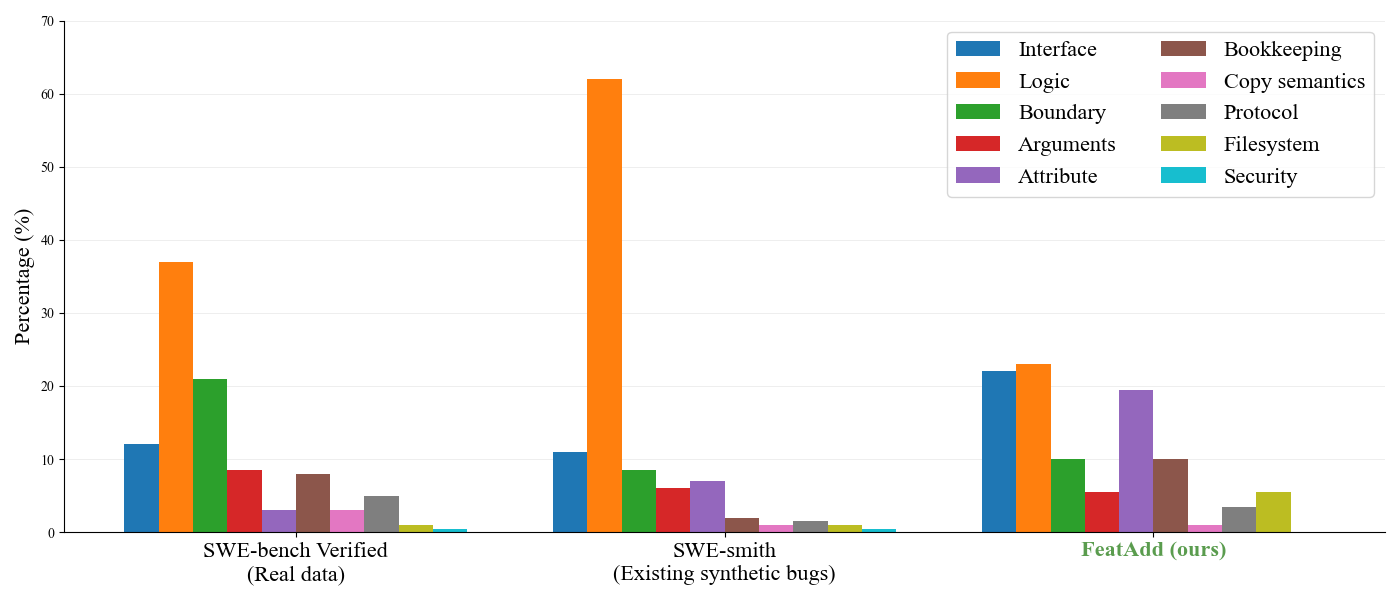 70
60
50
40
30
20
10
0
Percentage (%)
Interface
Logic
Boundary
Arguments
Attribute
Bookkeeping
Copy semantics
Protocol
Filesystem
Security
SWE-bench Verified
(Real data)
SWE-smith
(Existing synthetic bugs)
FeatAdd (ours)